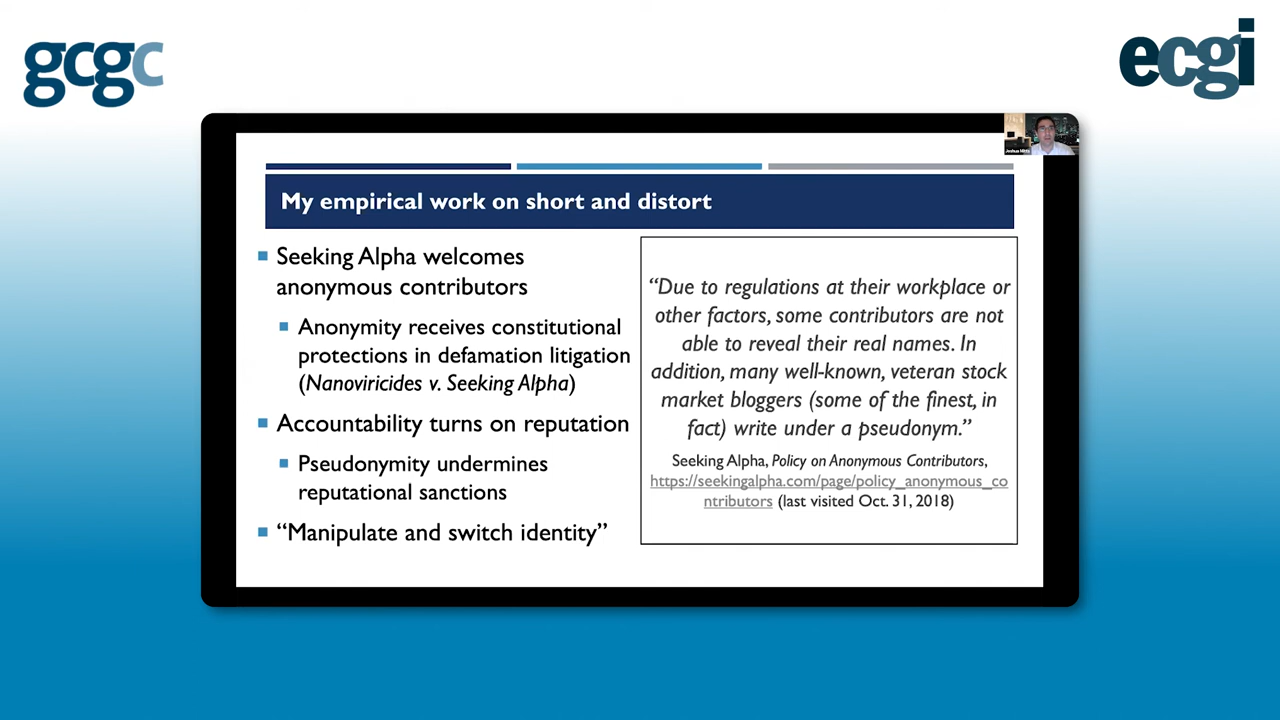 gcgc
ecgi
Joshua Mitts
My empirical work on short and distort
Seeking Alpha welcomes
anonymous contributors
Anonymity receives constitutional
protections in defamation litigation
(Nanoviricides v. Seeking Alpha)
Accountability turns on reputation
Pseudonymity undermines
reputational sanctions
“Manipulate and switch identity”
“Due to regulations at their workplace or
other factors, some contributors are not
able to reveal their real names. In
addition, many well-known, veteran stock
market bloggers (some of the finest, in
fact) write under a pseudonym.”
Seeking Alpha, Policy on Anonymous Contributors,
https://seekingalpha.com/page/policy_anonymous_co
ntributors (last visited Oct. 31, 2018)